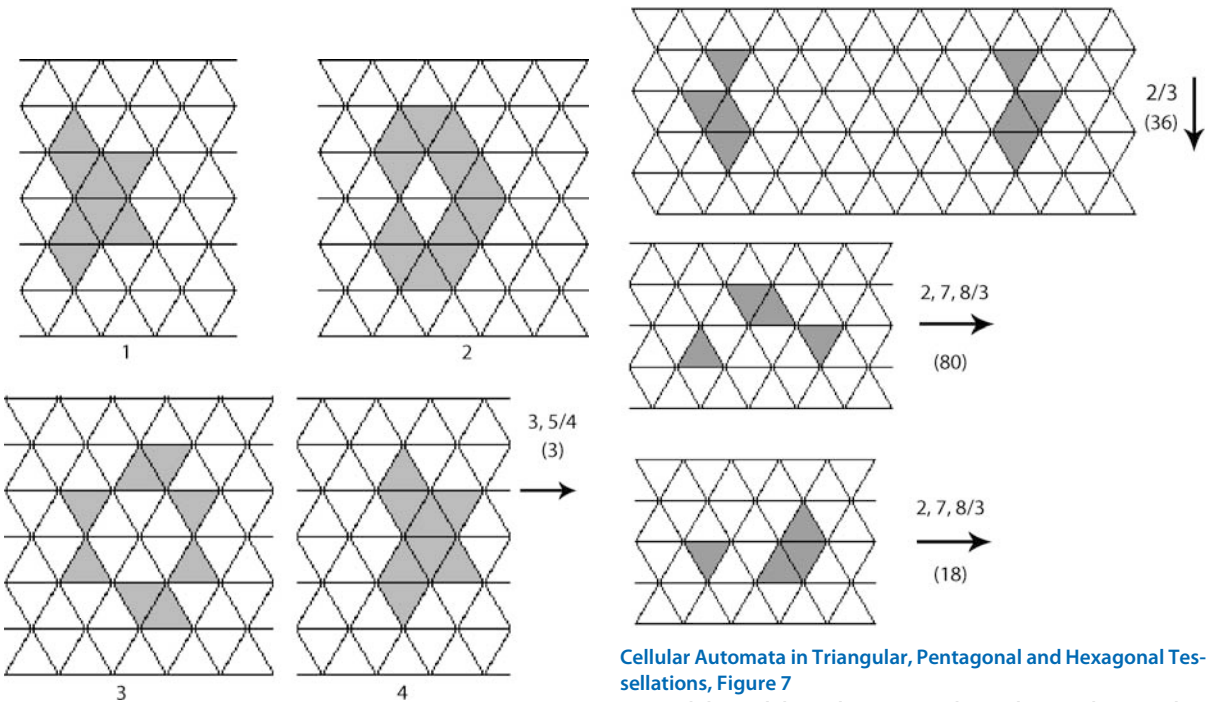 1
2
3, 5/4
(3)
3
4
2/3
(36)
2, 7, 8/3
(80)
2, 7, 8/3
(18)
Cellular Automata in Triangular, Pentagonal and Hexagonal Tes-
sellations, Figure 7